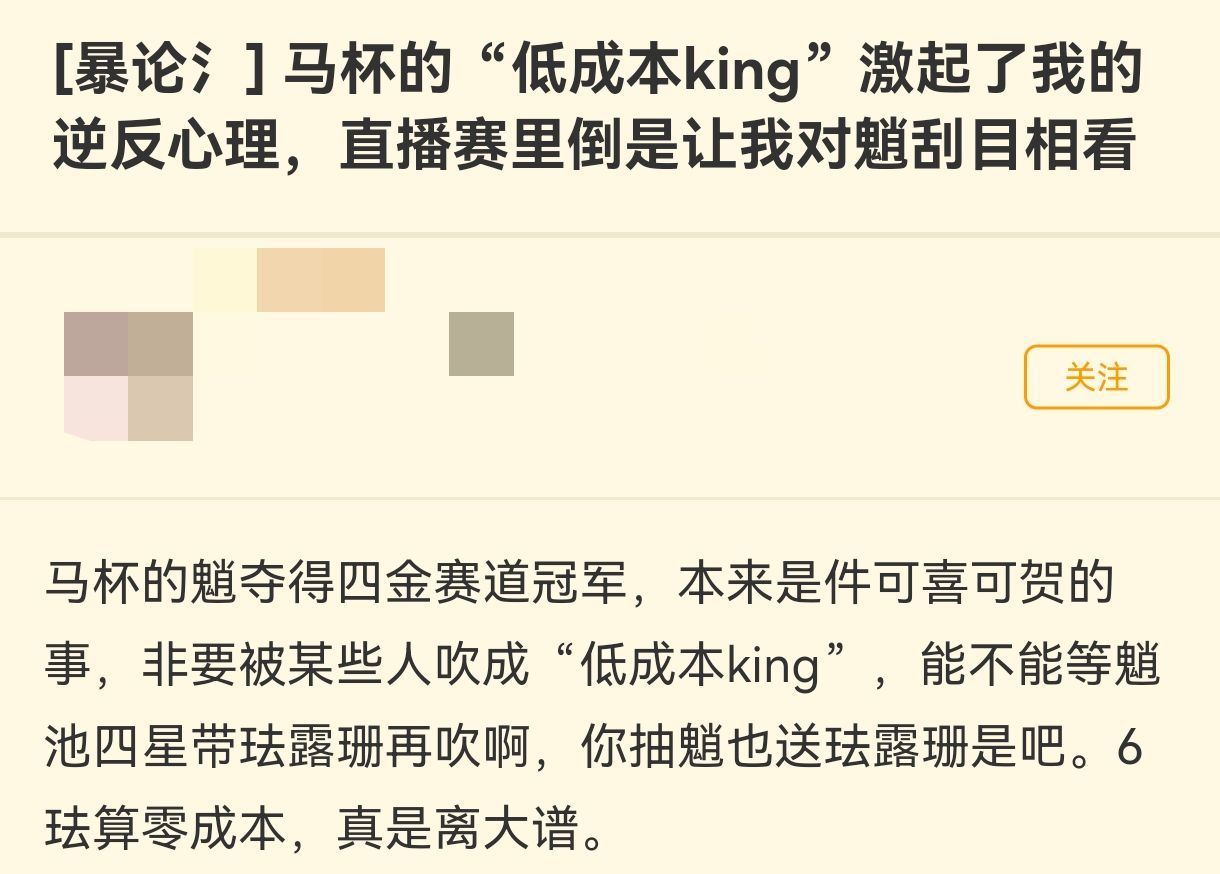 [暴论氵] 马杯的“低成本king”激起了我的
逆反心理，直播赛里倒是让我对魈刮目相看
关注
马杯的魈夺得四金赛道冠军，本来是件可喜可贺的
事，非要被某些人吹成“低成本king”，能不能等魈
池四星带珐露珊再吹啊，你抽魈也送珐露珊是吧。6
珐算零成本，真是离大谱。